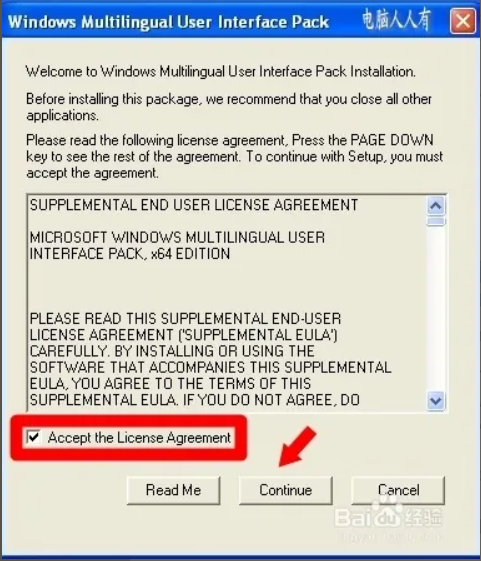 Windows Multilingual User Interface Pack 电脑人人有
Welcome to Windows Multilingual User Interface Pack Installation.
Before installing this package, we recommend that you close all other
applications.
Please read the following license agreement, Press the PAGE DOWN
key to see the rest of the agreement. To continue with Setup, you must
accept the agreement.
SUPPLEMENTAL END USER LICENSE AGREEMENT
MICROSOFT WINDOWS MULTILINGUAL USER
INTERFACE PACK, x64 EDITION
PLEASE READ THIS SUPPLEMENTAL END-USER
LICENSE AGREEMENT ('SUPPLEMENTAL EULA')
CAREFULLY. BY INSTALLING OR USING THE
SOFTWARE THAT ACCOMPANIES THIS SUPPLEMENTAL
EULA, YOU AGREE TO THE TERMS OF THIS
SUPPLEMENTAL EULA. IF YOU DO NOT AGREE, DO
Accept the License Agreement
Read Me Continue Cancel
Baidu 经验